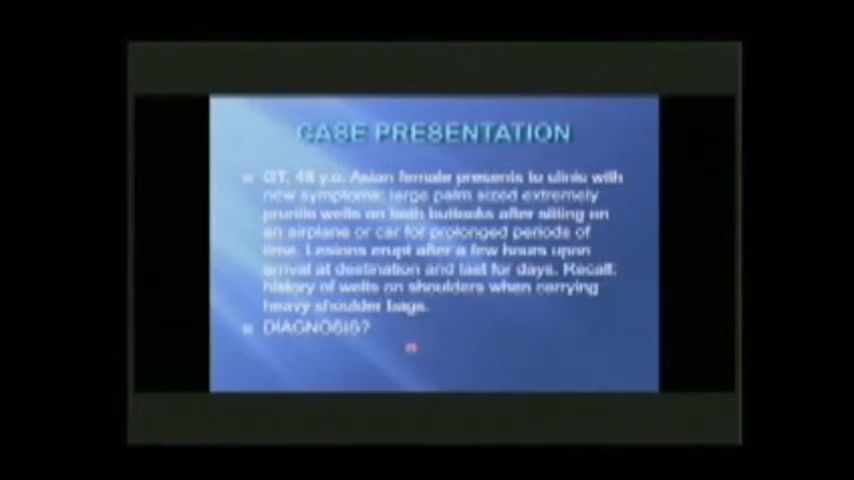 CASE PRESENTATION
GT, 48 y.o. Asian female presents to clinic with
new symptoms: large palm sized extremely
pruritic welts on both buttocks after sitting on
an airplane or car for prolonged periods of
time. Lesions erupt after a few hours upon
arrival at destination and last for days. Recall:
history of welts on shoulders when carrying
heavy shoulder bags.
DIAGNOSIS?